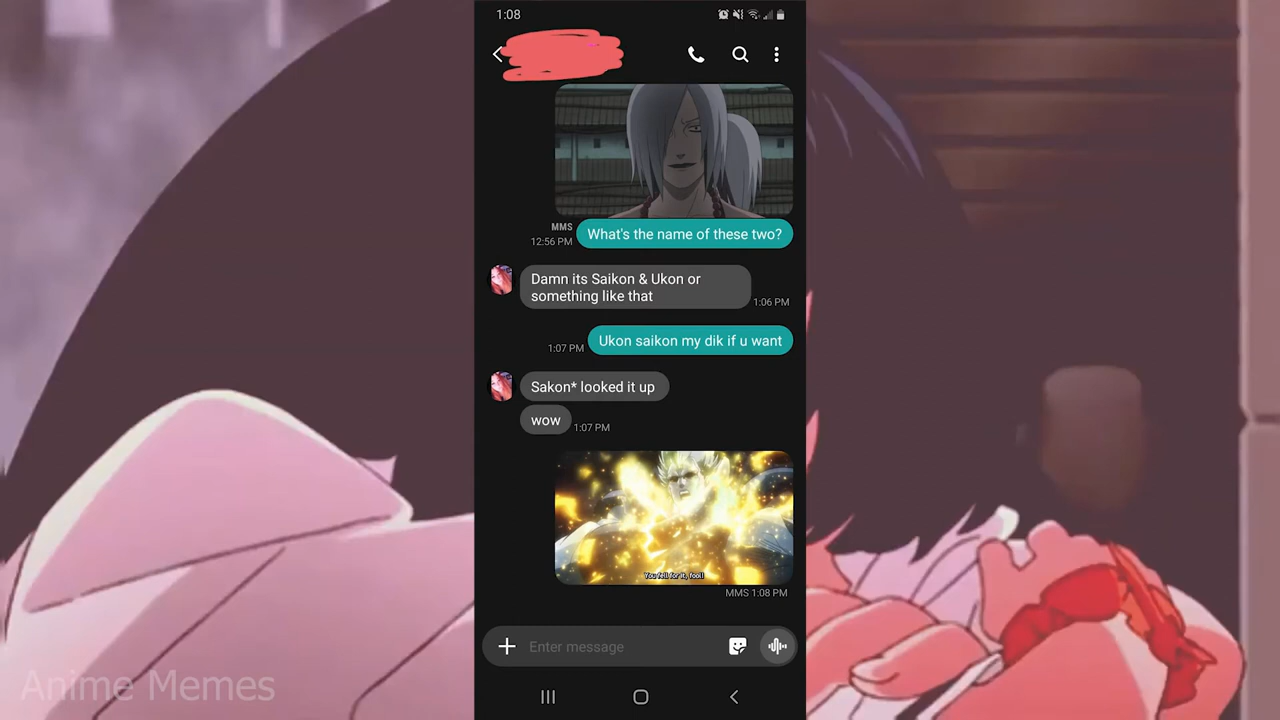 1:08
MMS
12:56 PM
What's the name of these two?
Damn its Saikon & Ukon or
something like that
1:06 PM
1:07 PM
Ukon saikon my dik if u want
Sakon* looked it up
wow
1:07 PM
You fell for it, fool!
MMS 1:08 PM
Enter message
Anime Memes